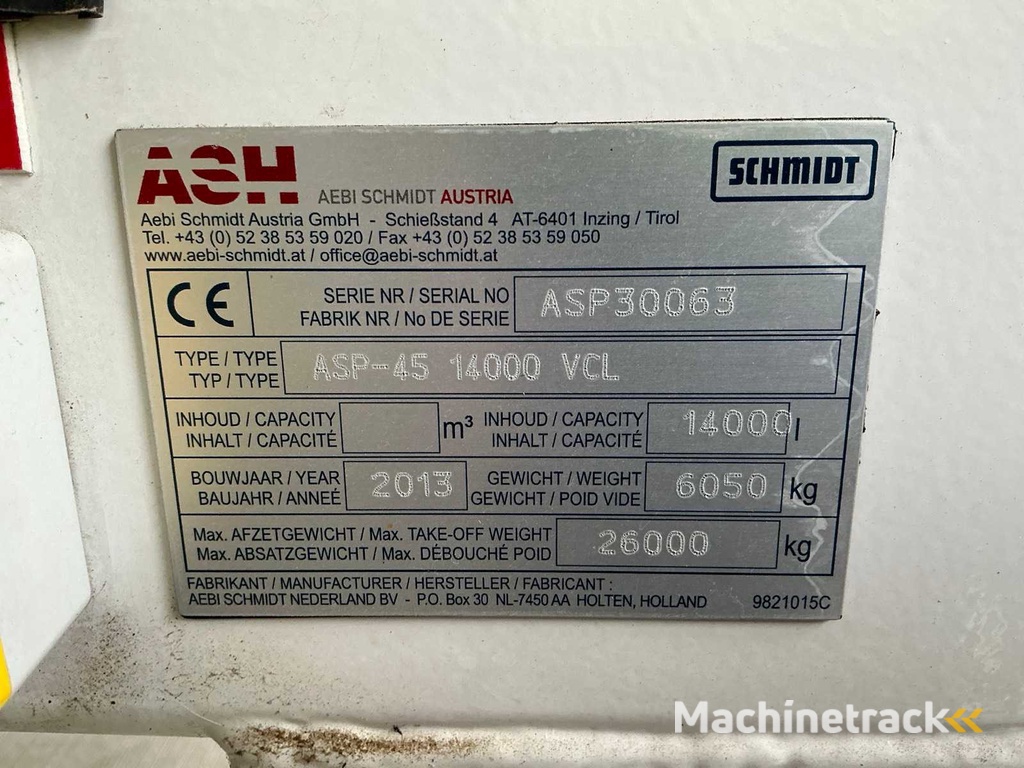 ASH AEBI SCHMIDT AUSTRIA
SCHMIDT
Aebi Schmidt Austria GmbH - Schießstand 4 AT-6401 Inzing / Tirol
Tel. +43 (0) 52 38 53 59 020 / Fax +43 (0) 52 38 53 59 050
www.aebi-schmidt.at / office@aebi-schmidt.at
CE
SERIE NR / SERIAL NO
FABRIK NR / No DE SERIE
ASP30063
TYPE / TYPE
TYP / TYPE
ASP-45 14000 VCL
INHOUD / CAPACITY
INHALT / CAPACITÉ
m³
INHOUD / CAPACITY
INHALT / CAPACITÉ
14000 l
BOUWJAAR / YEAR
BAUJAHR / ANNEÉ
2013
GEWICHT / WEIGHT
GEWICHT / POID VIDE
6050 kg
Max. AFZETGEWICHT / Max. TAKE-OFF WEIGHT
Max. ABSATZGEWICHT / Max. DÉBOUCHÉ POID
26000 kg
FABRIKANT / MANUFACTURER / HERSTELLER / FABRICANT :
AEBI SCHMIDT NEDERLAND BV - P.O. Box 30 NL-7450 AA HOLTEN, HOLLAND 9821015C
Machinetrack